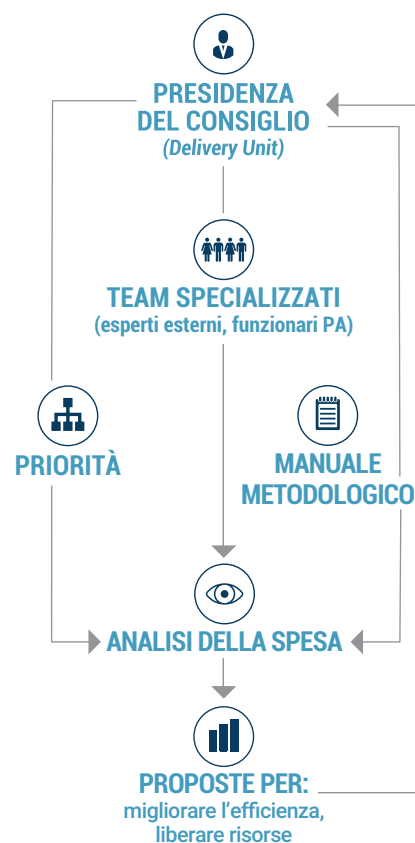 PRESIDENZA
DEL CONSIGLIO
(Delivery Unit)
TEAM SPECIALIZZATI
(esperti esterni, funzionari PA)
PRIORITÀ
MANUALE
METODOLOGICO
ANALISI DELLA SPESA
PROPOSTE PER:
migliorare l’efficienza,
liberare risorse